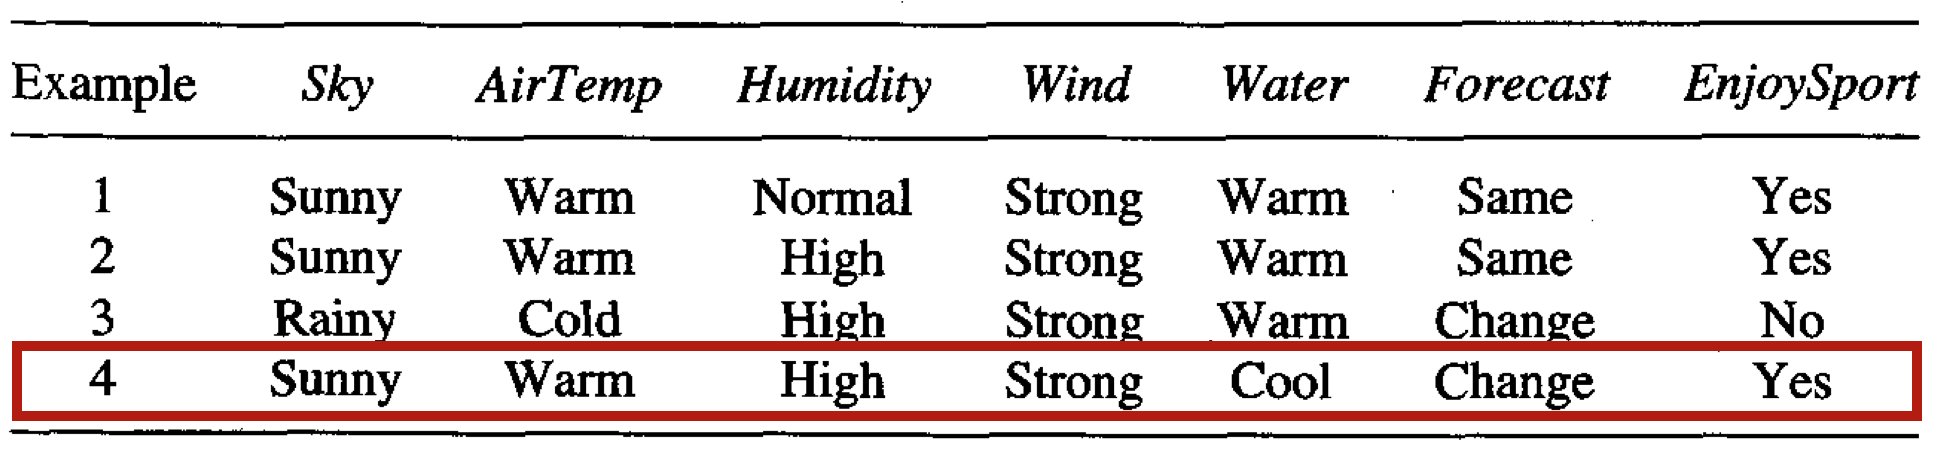 Example Sky AirTemp Humidity Wind Water Forecast EnjoySport
1 Sunny Warm Normal Strong Warm Same Yes
2 Sunny Warm High Strong Warm Same Yes
3 Rainy Cold High Strong Warm Change No
4 Sunny Warm High Strong Cool Change Yes